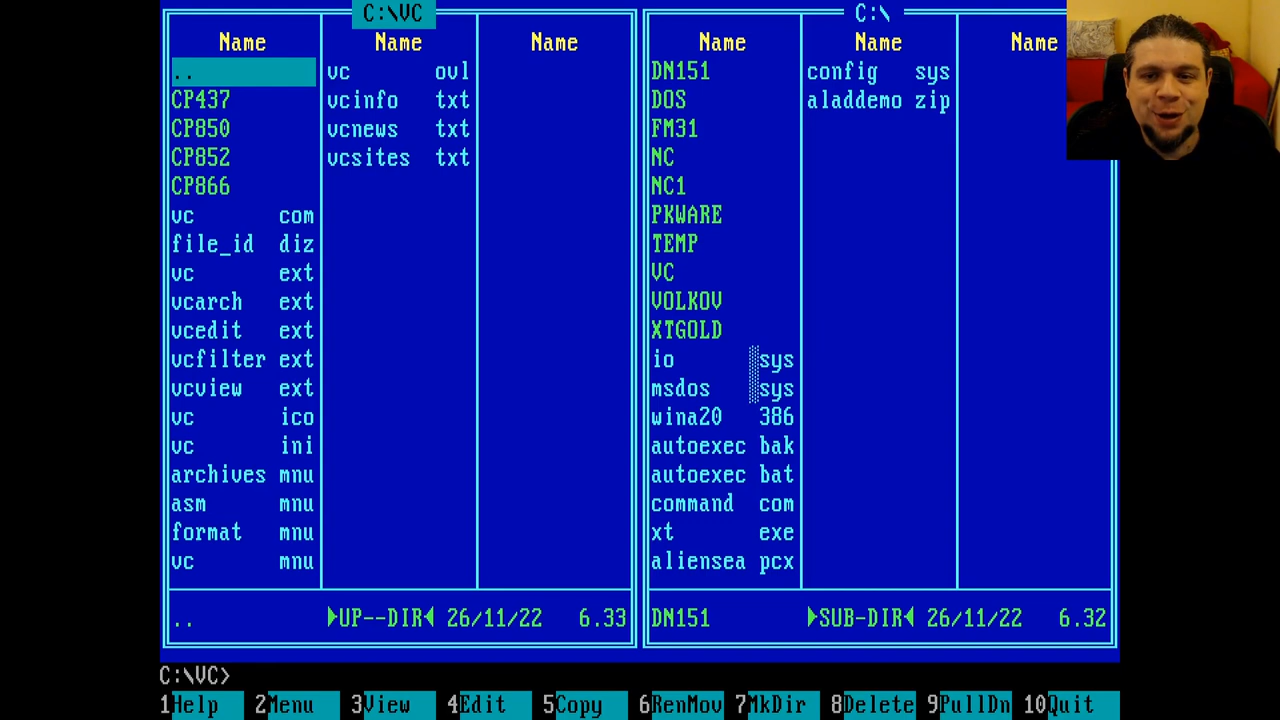 C:\VC
Name Name Name
..
CP437
CP850
CP852
CP866
vc com
file_id diz
vc ext
vcarch ext
vcedit ext
vcfilter ext
vcview ext
vc ico
vc ini
archives mnu
asm mnu
format mnu
vc mnu
vc ovl
vcinfo txt
vcnews txt
vcsites txt
.. ►UP--DIR◄ 26/11/22 6.33
C:\
Name Name Name
DN151
DOS
FM31
NC
NC1
PKWARE
TEMP
VC
VOLKOV
XTGOLD
io ░sys
msdos ░sys
wina20 386
autoexec bak
autoexec bat
command com
xt exe
aliensea pcx
config sys
aladdemo zip
DN151 ►SUB-DIR◄ 26/11/22 6.32
C:\VC>
1Help 2Menu 3View 4Edit 5Copy 6RenMov 7MkDir 8Delete 9PullDn 10Quit